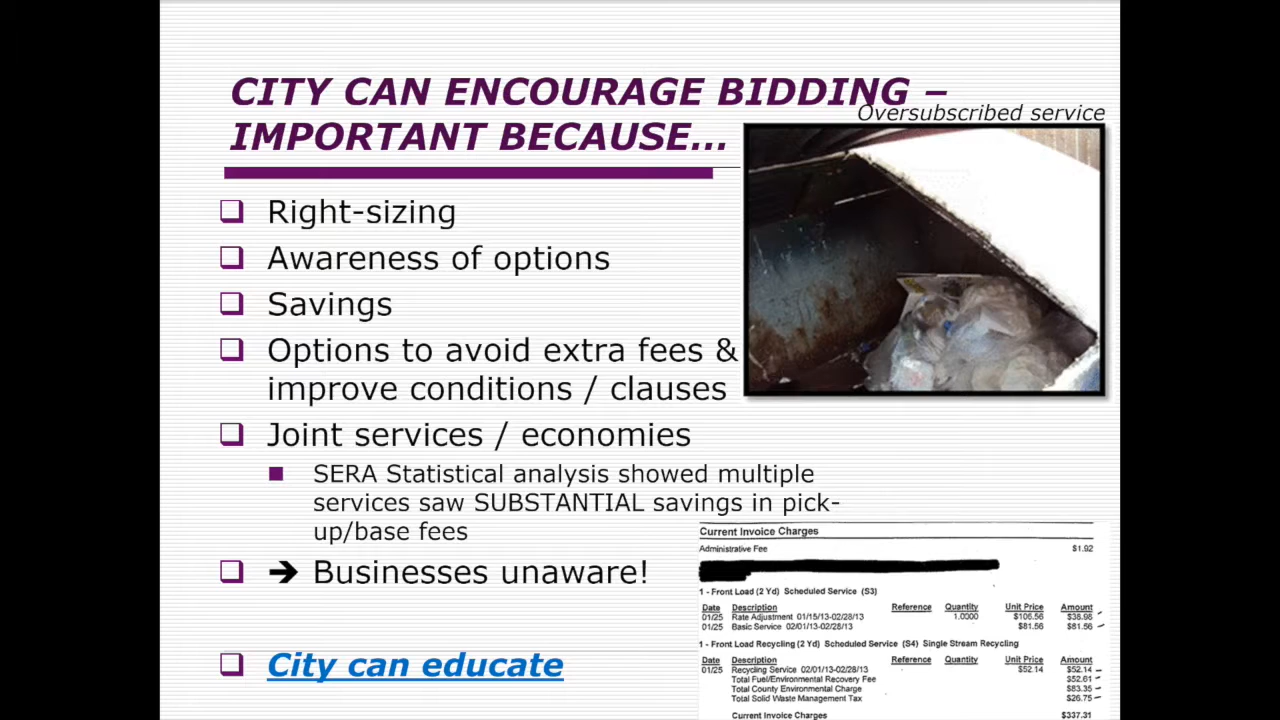 CITY CAN ENCOURAGE BIDDING –
IMPORTANT BECAUSE…
Oversubscribed service
Right-sizing
Awareness of options
Savings
Options to avoid extra fees &
improve conditions / clauses
Joint services / economies
SERA Statistical analysis showed multiple
services saw SUBSTANTIAL savings in pick-
up/base fees
➔ Businesses unaware!
City can educate
Current Invoice Charges
Administrative Fee $1.92
1 - Front Load (2 Yd) Scheduled Service (S3)
Date Description Reference Quantity Unit Price Amount
01/25 Rate Adjustment 01/15/13-02/28/13 1.0000 $106.56 $38.98
01/25 Basic Service 02/01/13-02/28/13 $81.56 $81.56
1 - Front Load Recycling (2 Yd) Scheduled Service (S4) Single Stream Recycling
Date Description Reference Quantity Unit Price Amount
01/25 Recycling Service 02/01/13-02/28/13 $52.14 $52.14
Total Fuel/Environmental Recovery Fee $52.61
Total County Environmental Charge $83.35
Total Solid Waste Management Tax $26.75
Current Invoice Charges $337.31